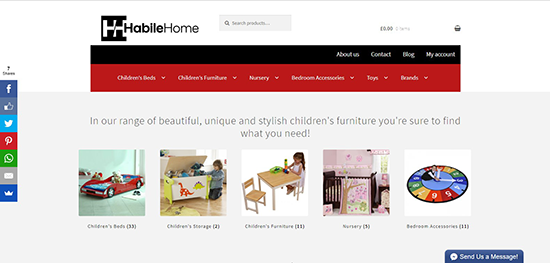 HabileHome
Search products…
£0.00 0 items
About us Contact Blog My account
Children's Beds Children's Furniture Nursery Bedroom Accessories Toys Brands
7
Shares
In our range of beautiful, unique and stylish children's furniture you're sure to find
what you need!
Children's Beds (33) Children's Storage (2) Children's Furniture (11) Nursery (5) Bedroom Accessories (11)
Send Us a Message!